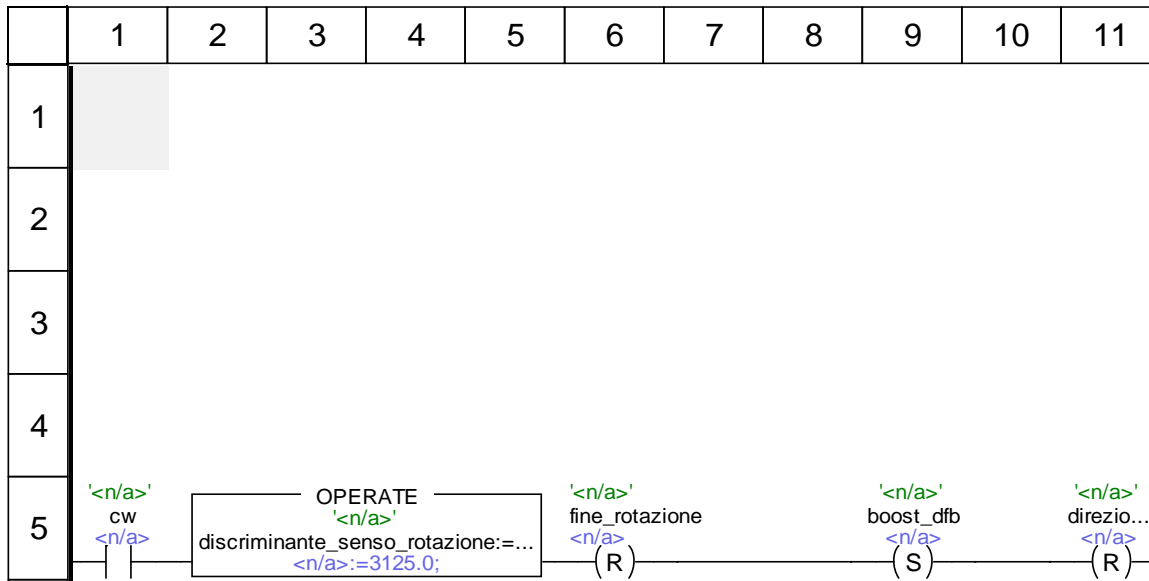 1 2 3 4 5 6 7 8 9 10 11
1
2
3
4
5
'<n/a>' OPERATE '<n/a>' '<n/a>' '<n/a>'
cw '<n/a>' fine_rotazione boost_dfb direzio...
<n/a> discriminante_senso_rotazione:=... <n/a> <n/a> <n/a>
<n/a>:=3125.0; R S R